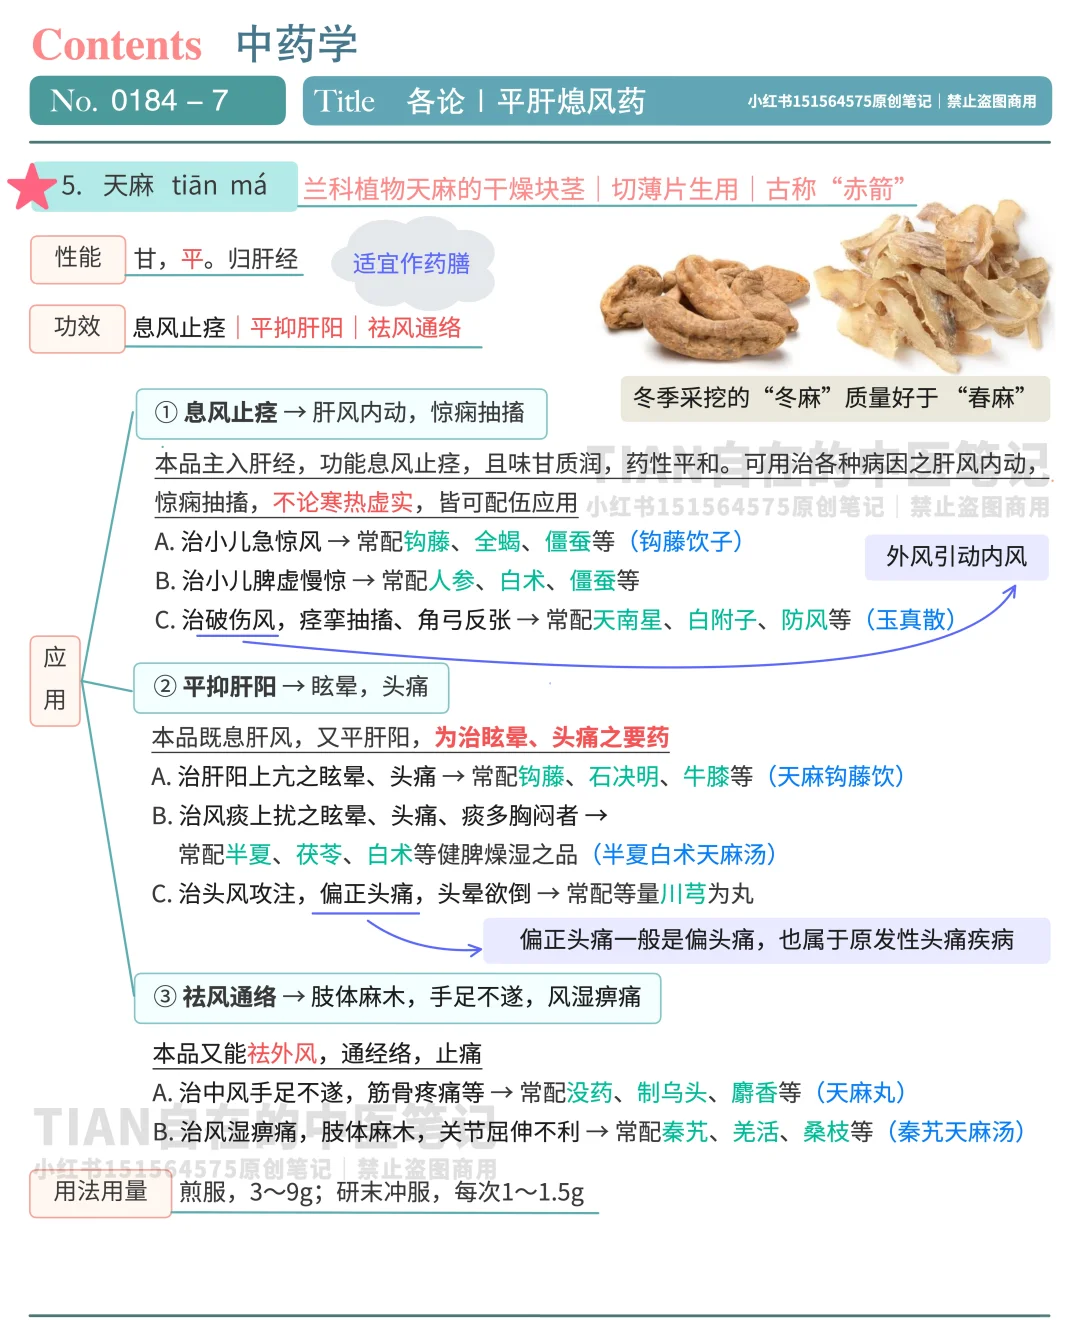 Contents 中药学
No. 0184 – 7
Title 各论丨平肝熄风药 小红书151564575原创笔记｜禁止盗图商用
5. 天麻 tiān má 兰科植物天麻的干燥块茎｜切薄片生用｜古称“赤箭”
性能 甘，平。归肝经
适宜作药膳
功效 息风止痉｜平抑肝阳｜祛风通络
冬季采挖的“冬麻”质量好于“春麻”
应用
① 息风止痉→肝风内动，惊痫抽搐
TIAN自在的中医笔记
小红书151564575原创笔记｜禁止盗图商用
本品主入肝经，功能息风止痉，且味甘质润，药性平和。可用治各种病因之肝风内动，
惊痫抽搐，不论寒热虚实，皆可配伍应用
A. 治小儿急惊风→常配钩藤、全蝎、僵蚕等（钩藤饮子）
外风引动内风
B. 治小儿脾虚慢惊→常配人参、白术、僵蚕等
C. 治破伤风，痉挛抽搐、角弓反张→常配天南星、白附子、防风等（玉真散）
② 平抑肝阳→眩晕，头痛
本品既息肝风，又平肝阳，为治眩晕、头痛之要药
A. 治肝阳上亢之眩晕、头痛→常配钩藤、石决明、牛膝等（天麻钩藤饮）
B. 治风痰上扰之眩晕、头痛、痰多胸闷者→
常配半夏、茯苓、白术等健脾燥湿之品（半夏白术天麻汤）
C. 治头风攻注，偏正头痛，头晕欲倒→常配等量川芎为丸
偏正头痛一般是偏头痛，也属于原发性头痛疾病
③ 祛风通络→肢体麻木，手足不遂，风湿痹痛
本品又能祛外风，通经络，止痛
A. 治中风手足不遂，筋骨疼痛等→常配没药、制乌头、麝香等（天麻丸）
B. 治风湿痹痛，肢体麻木，关节屈伸不利→常配秦艽、羌活、桑枝等（秦艽天麻汤）
TIAN自在的中医笔记
小红书151564575原创笔记｜禁止盗图商用
用法用量 煎服，3～9g；研末冲服，每次1～1.5g